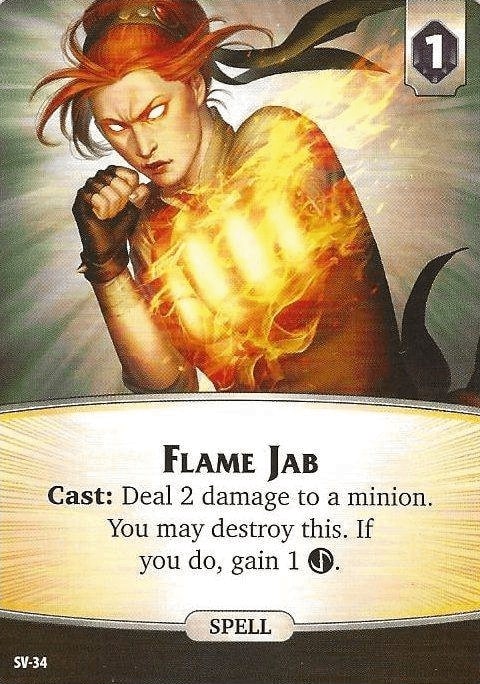 1
FLAME JAB
Cast: Deal 2 damage to a minion.
You may destroy this. If
you do, gain 1 .
SPELL
SV-34